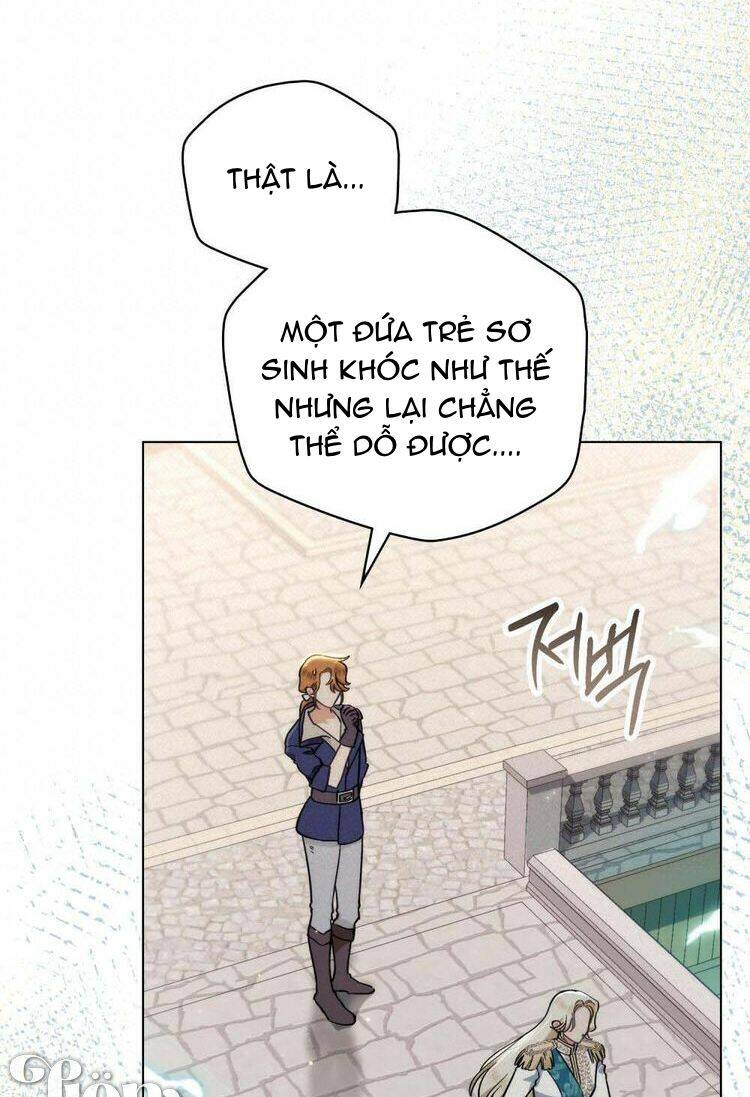 THẬT LÀ...
MỘT ĐỨA TRẺ SƠ
SINH KHÓC NHƯ THẾ
NHƯNG LẠI CHẲNG
THỂ DỖ ĐƯỢC....
저벅